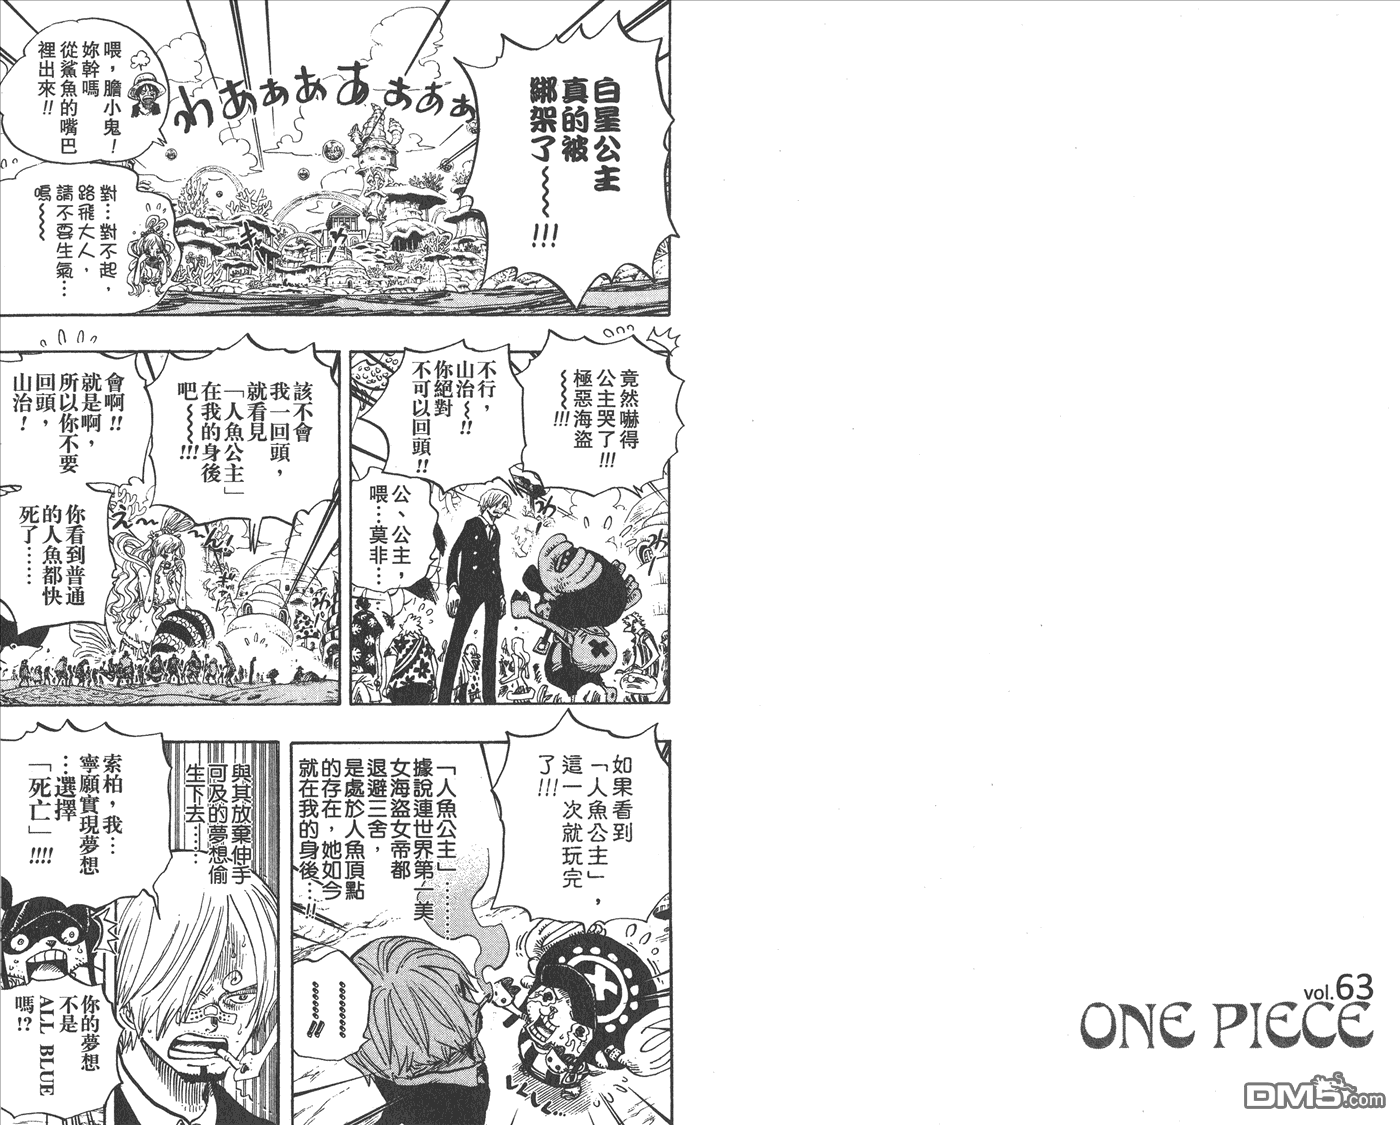 vol.63
ONE PIECE
DM5.com
白星公主
真的被
綁架了～～～!!!
わあぁぁあぁぁぁ
喂，膽小鬼！
妳幹嗎
從鯊魚的嘴巴
裡出來!!
對…對不起，
路飛大人，
請不要生氣…
嗚～～～
竟然嚇得
公主哭了!!!
極惡海盜
～～～!!!
不行，
山治～!!
你絕對
不可以回頭!!
公、公主，
喂…莫非…
該不會
我一回頭，
就看見
「人魚公主」
在我的身後
吧～～!!!
會啊!!
就是啊，
所以你不要
回頭，
山治！
え～～
你看到普通
的人魚都快
死了……
如果看到
「人魚公主」，
這一次就玩完
了!!!
「人魚公主」………
據說連世界第一美
女海盜女帝都
退避三舍，
是處於人魚頂點
的存在，她如今
就在我的身後…!!
………
………!!
與其放棄伸手
可及的夢想偷
生下去……
索柏，我…
寧願實現夢想
…選擇
「死亡」!!!!
你的夢想
不是
ALL BLUE
嗎!?